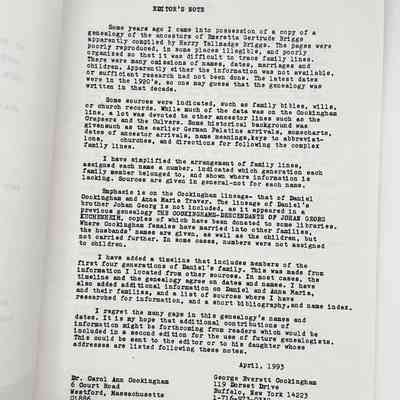 EDITOR'S NOTE
Some years ago I came into possession of a copy of a
genealogy of the ancestors of Emeretta Gertrude Briggs
apparently compiled by Harry Tallmadge Briggs. The pages were
poorly reproduced, in some places illegible, and poorly
organized so that it was difficult to trace family lines.
There were many omissions of names, dates, marriages and
children. Apparently either the information was not available,
or sufficient research had not been done. The latest dates
were in the 1920's, so one may guess that the genealogy was
written in that decade.
Some sources were indicated, such as family bibles, wills,
or church records. While much of the data was on the Cockingham
line, a lot was devoted to other ancestor lines such as the
Crapsers and the Culvers. Some historical background was
given such as the earlier German Palatine arrivals,
dates of ancestor arrivals, name meanings, keys to abbreviat-
ions, churches, and directions for following the complex
family lines.
I have simplified the arrangement of family lines,
assigned each name a number, indicated which generation each
family member belonged to, and shown where information is
lacking. Sources are given in general-not for each name.
Emphasis is on the Cockingham lineage- that of Daniel
Cockingham and Anna Maria Traver. The lineage of Daniel's
brother Johan Georg is not included, as it appeared in a
previous genealogy THE COCKINGHAMS-DESCENDANTS OF JOHAN GEORG
KUCHENHEIM, copies of which have been donated to some libraries.
Where Cockingham females have married into other families,
the husbands' names are given, as well as the children, but
not carried further. In some cases, numbers were not assigned
to children.
I have added a timeline that includes members of the
first four generations of Daniel's family. This was made from
information I located from other sources. In most cases, the
timeline and the genealogy agree on dates and names. I have
also added additional information on Daniel and Anna Maria,
and their families, and a list of sources where I have
researched for information, and a short bibliography, and name index.
I regret the many gaps in this genealogy's names and
dates. It is my hope that additional contributions of
information might be forthcoming from readers which would be
included in a second edition for the use of future genealogists.
This could be sent to the editor or to his daughter whose
addresses are listed following these notes.
April, 1993
Dr. Carol Ann Cockingham
6 Court Road
Westford, Massachusetts
01886
George Everett Cockingham
119 Dorset Drive
Buffalo, New York 14223